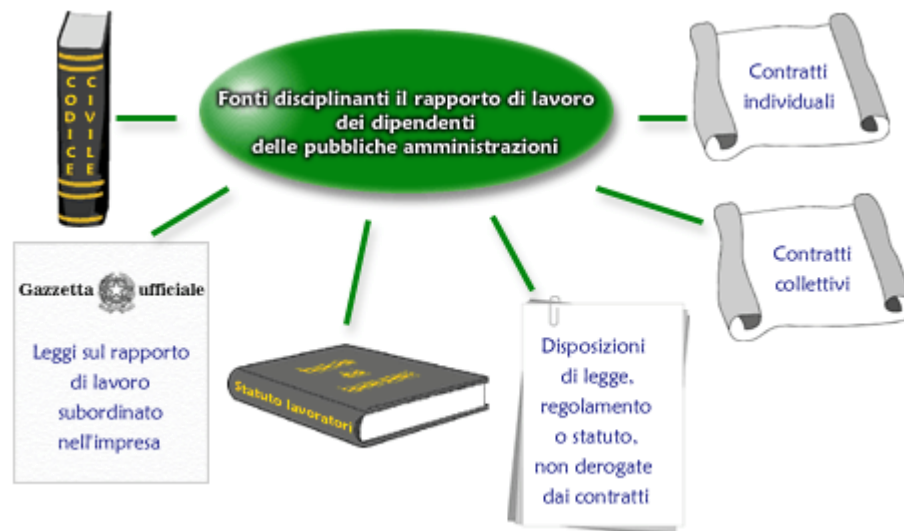 CODICE
CIVILE
Fonti disciplinanti il rapporto di lavoro
dei dipendenti
delle pubbliche amministrazioni
Contratti
individuali
Contratti
collettivi
Gazzetta ufficiale
Leggi sul rapporto
di lavoro
subordinato
nell'impresa
Statuto lavoratori
Disposizioni
di legge,
regolamento
o statuto,
non derogate
dai contratti